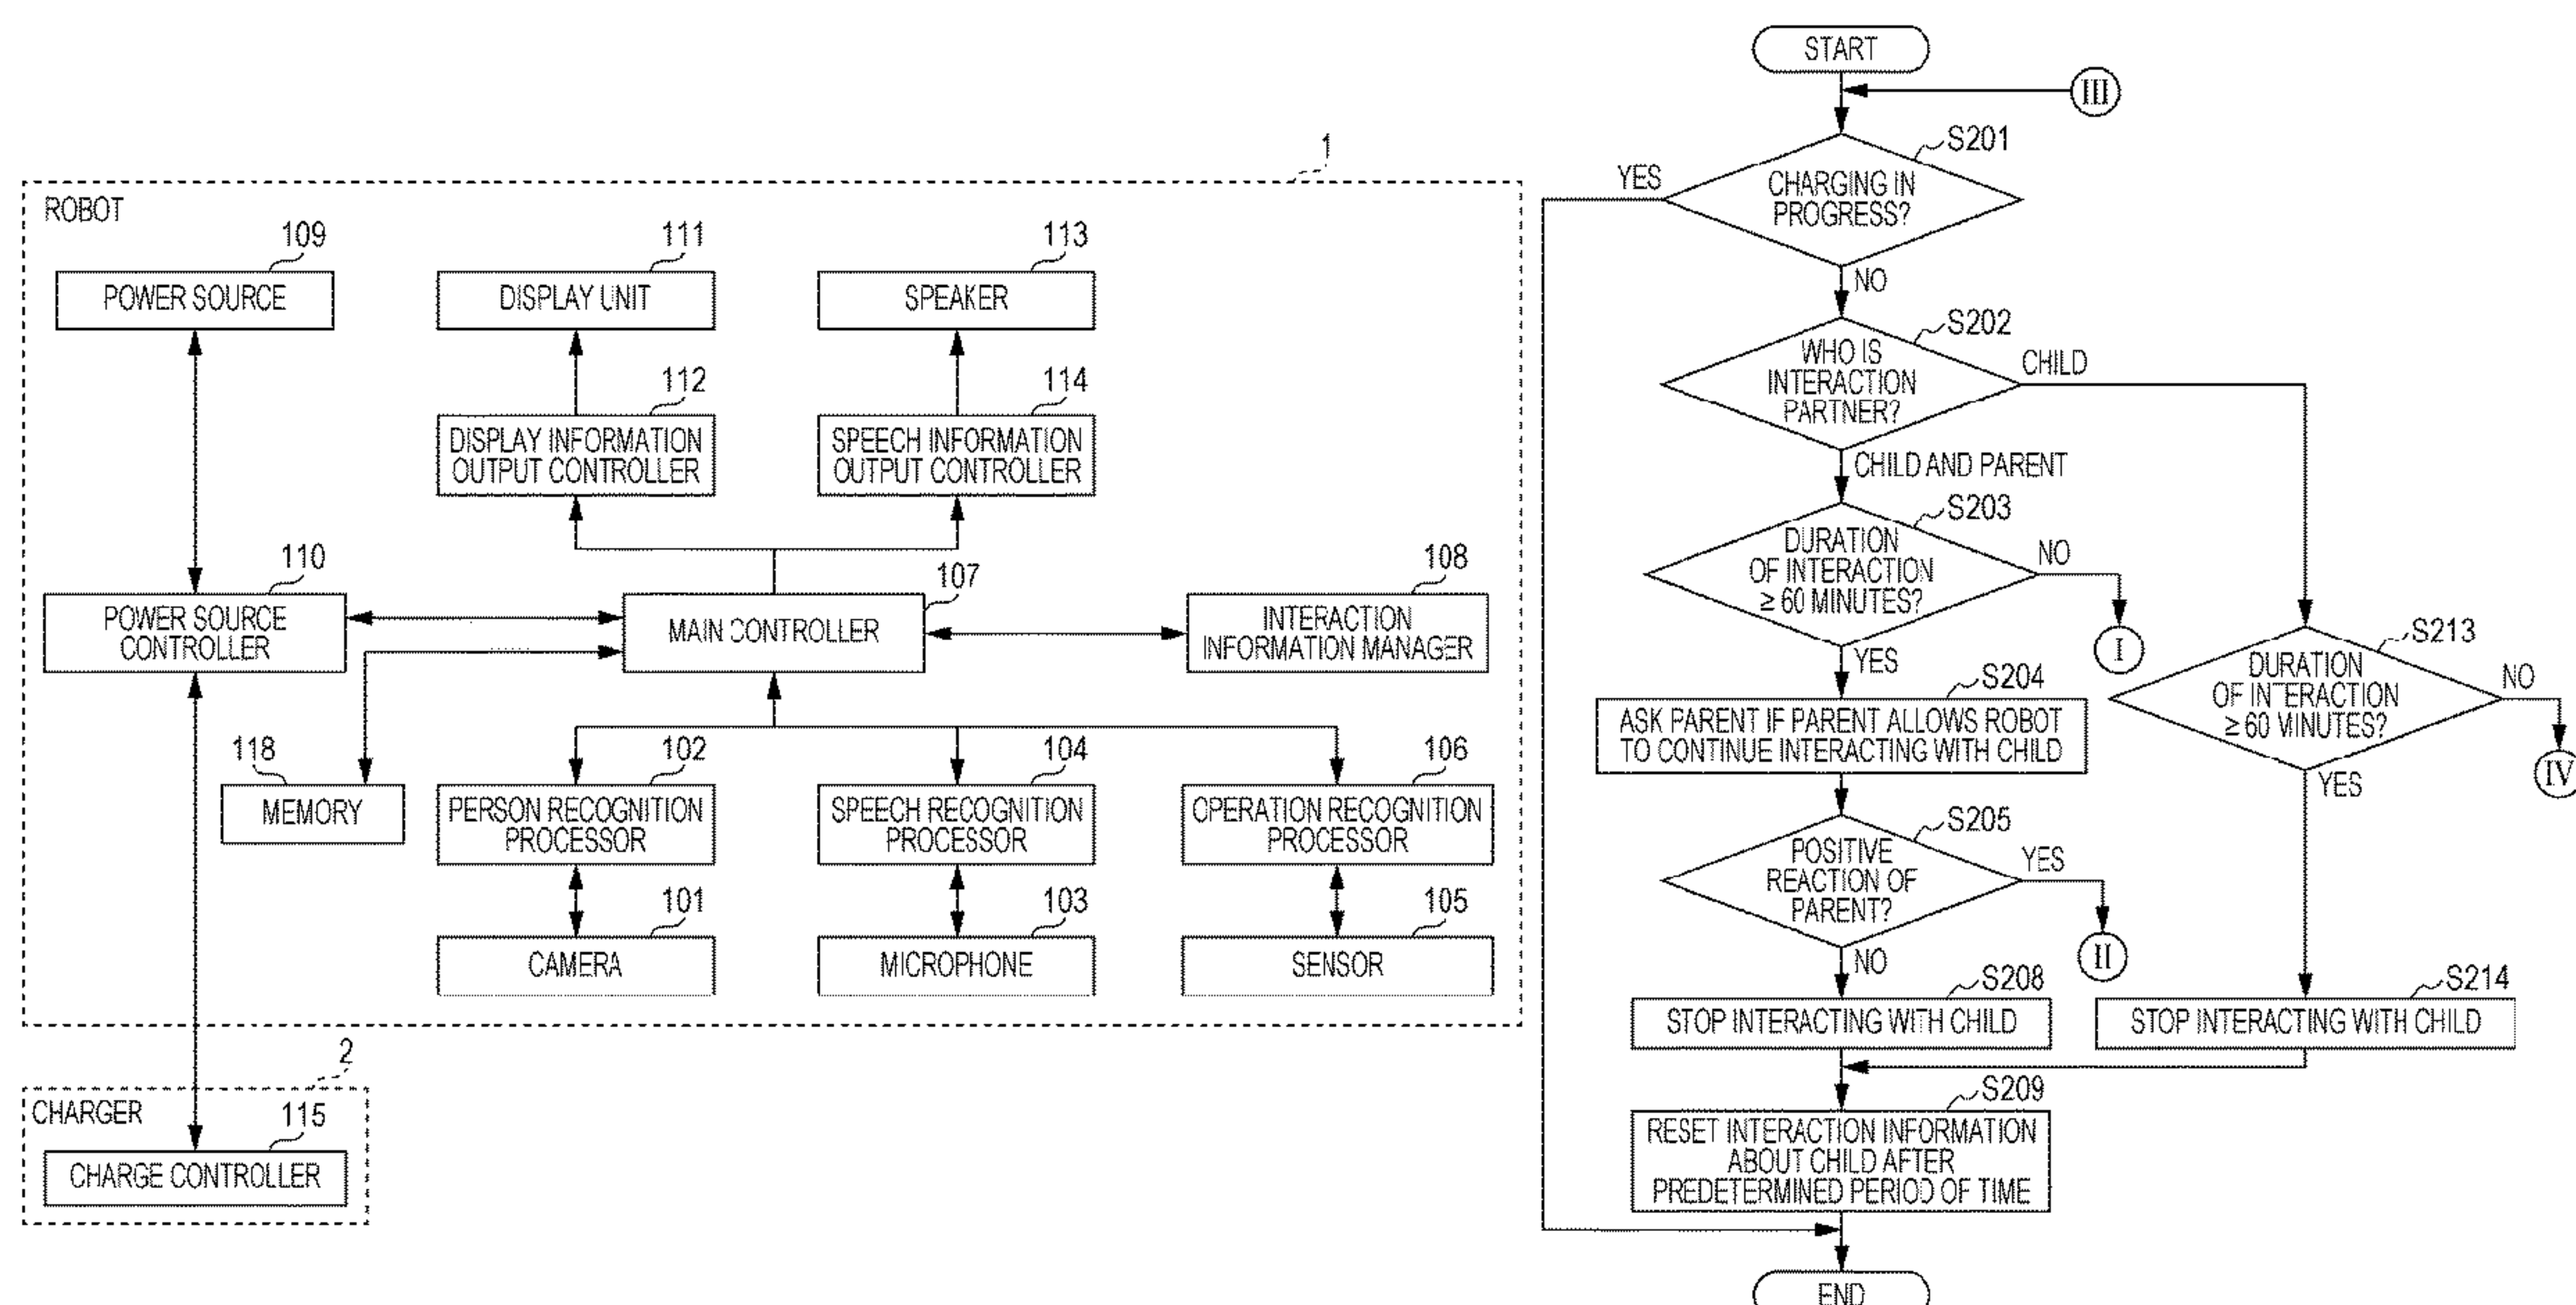 1
ROBOT
109
POWER SOURCE
111
DISPLAY UNIT
113
SPEAKER
112
DISPLAY INFORMATION
OUTPUT CONTROLLER
114
SPEECH INFORMATION
OUTPUT CONTROLLER
110
POWER SOURCE
CONTROLLER
107
MAIN CONTROLLER
108
INTERACTION
INFORMATION MANAGER
118
MEMORY
102
PERSON RECOGNITION
PROCESSOR
104
SPEECH RECOGNITION
PROCESSOR
106
OPERATION RECOGNITION
PROCESSOR
101
CAMERA
103
MICROPHONE
105
SENSOR
2
CHARGER
115
CHARGE CONTROLLER
START
III
S201
YES
CHARGING IN
PROGRESS?
NO
S202
WHO IS
INTERACTION
PARTNER?
CHILD
CHILD AND PARENT
S203
DURATION
OF INTERACTION
≥ 60 MINUTES?
NO
I
YES
S213
DURATION
OF INTERACTION
≥ 60 MINUTES?
NO
IV
YES
S204
ASK PARENT IF PARENT ALLOWS ROBOT
TO CONTINUE INTERACTING WITH CHILD
S205
POSITIVE
REACTION OF
PARENT?
YES
II
NO
S208
STOP INTERACTING WITH CHILD
S214
STOP INTERACTING WITH CHILD
S209
RESET INTERACTION INFORMATION
ABOUT CHILD AFTER
PREDETERMINED PERIOD OF TIME
END